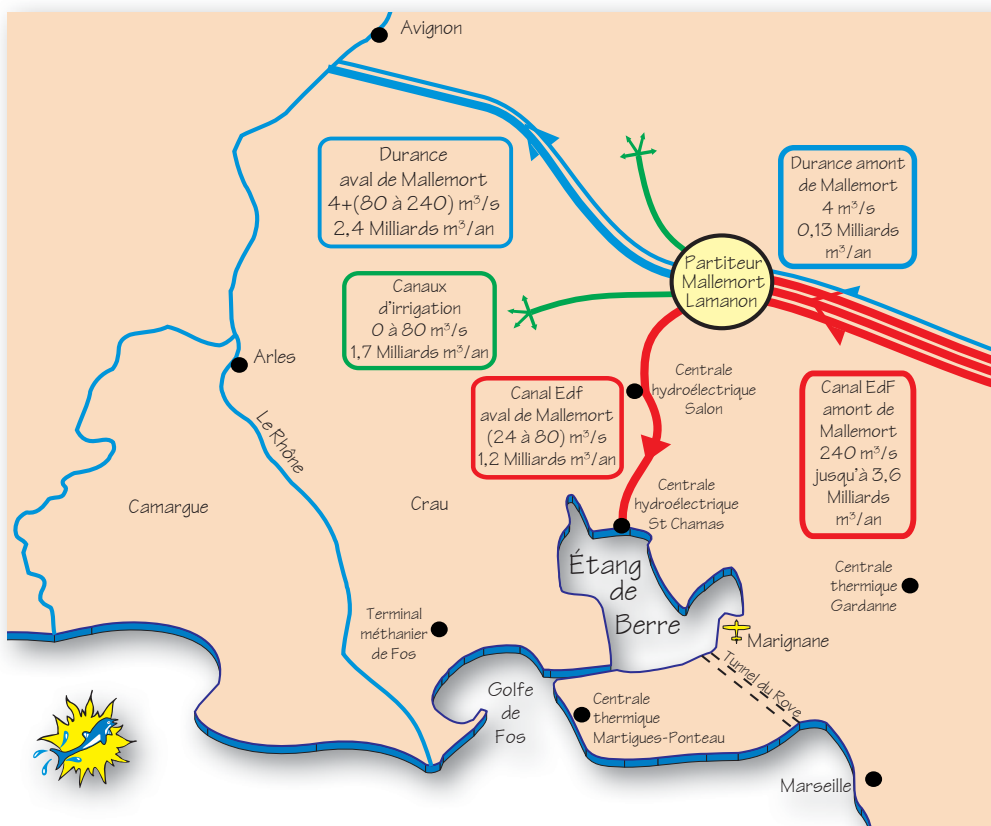 Avignon
Durance
aval de Mallemort
4+(80 à 240) m³/s
2,4 Milliards m³/an
Durance amont
de Mallemort
4 m³/s
0,13 Milliards
m³/an
Partiteur
Mallemort
Lamanon
Canaux
d'irrigation
0 à 80 m³/s
1,7 Milliards m³/an
Arles
Le Rhône
Centrale
hydroélectrique
Salon
Canal Edf
aval de Mallemort
(24 à 80) m³/s
1,2 Milliards m³/an
Canal EdF
amont de
Mallemort
240 m³/s
jusqu'à 3,6
Milliards
m³/an
Camargue
Crau
Centrale
hydroélectrique
St Chamas
Étang
de
Berre
Centrale
thermique
Gardanne
Terminal
méthanier
de Fos
Marignane
Tunnel du Rove
Golfe
de
Fos
Centrale
thermique
Martigues-Ponteau
Marseille